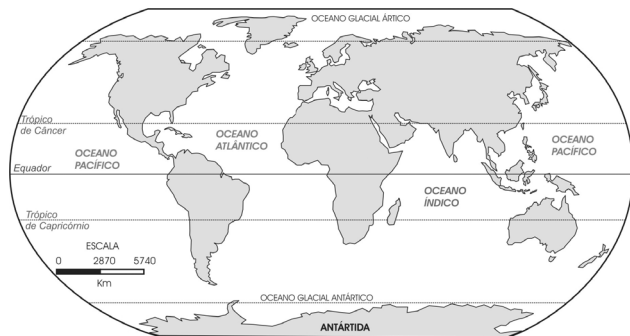 OCEANO GLACIAL ÁRTICO
Trópico
de Câncer
OCEANO
ATLÂNTICO
OCEANO
PACÍFICO
OCEANO
PACÍFICO
Equador
OCEANO
ÍNDICO
Trópico
de Capricórnio
ESCALA
0 2870 5740
Km
OCEANO GLACIAL ANTÁRTICO
ANTÁRTIDA